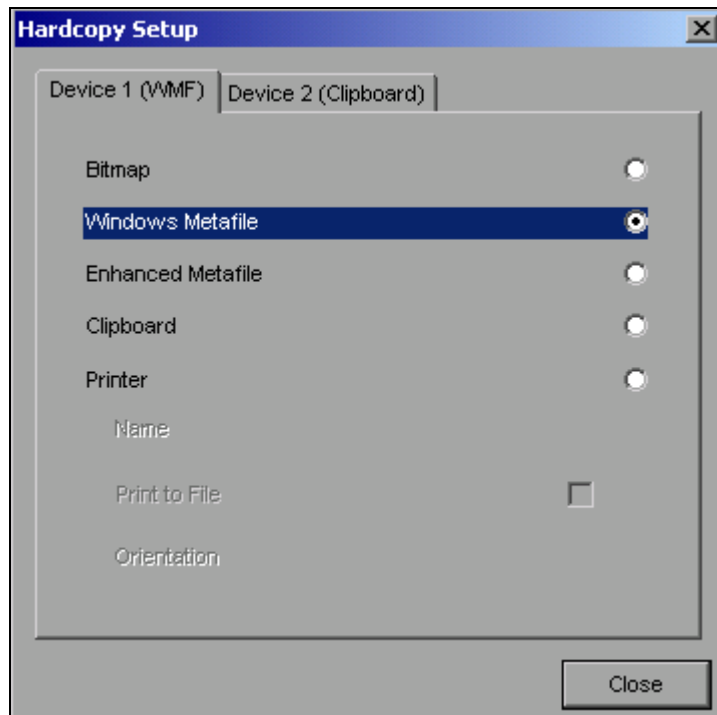 Hardcopy Setup
Device 1 (WMF) Device 2 (Clipboard)
Bitmap
Windows Metafile
Enhanced Metafile
Clipboard
Printer
Name
Print to File
Orientation
Close